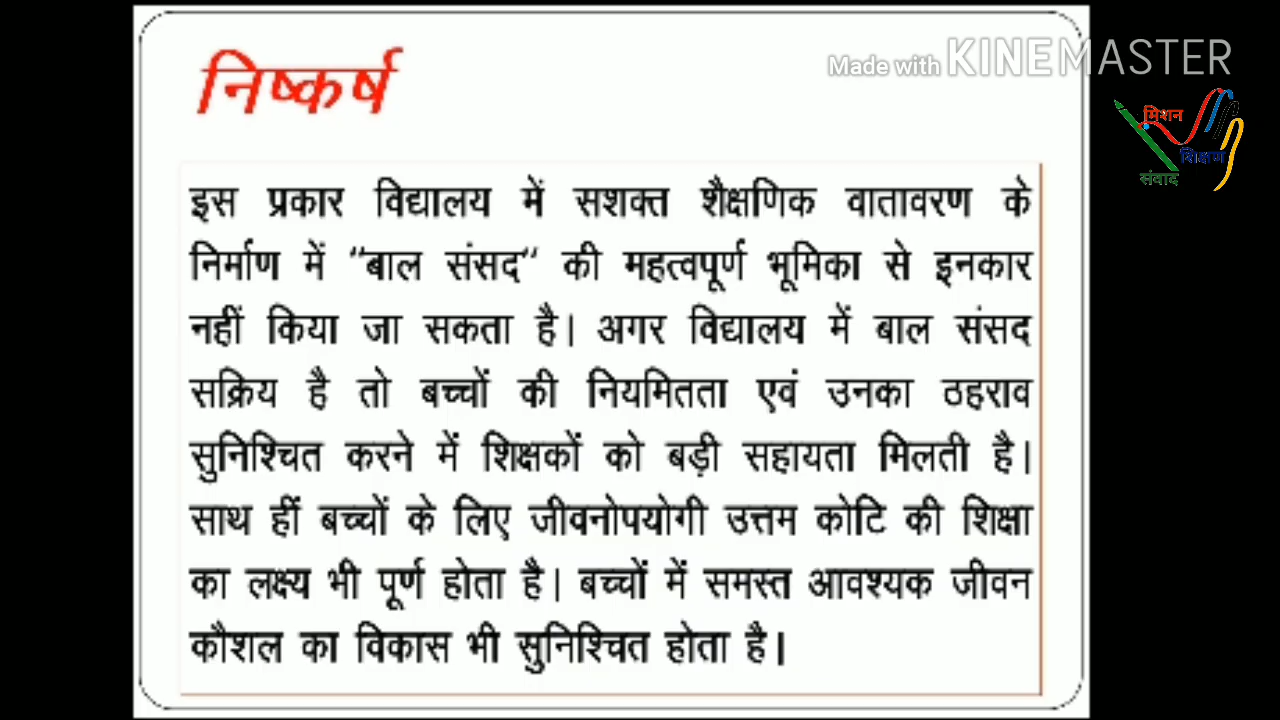 निष्कर्ष
Made with KINEMASTER
मिशन
शिक्षण
संवाद
इस प्रकार विद्यालय में सशक्त शैक्षणिक वातावरण के
निर्माण में “बाल संसद” की महत्वपूर्ण भूमिका से इनकार
नहीं किया जा सकता है। अगर विद्यालय में बाल संसद
सक्रिय है तो बच्चों की नियमितता एवं उनका ठहराव
सुनिश्चित करने में शिक्षकों को बड़ी सहायता मिलती है।
साथ हीं बच्चों के लिए जीवनोपयोगी उत्तम कोटि की शिक्षा
का लक्ष्य भी पूर्ण होता है। बच्चों में समस्त आवश्यक जीवन
कौशल का विकास भी सुनिश्चित होता है।